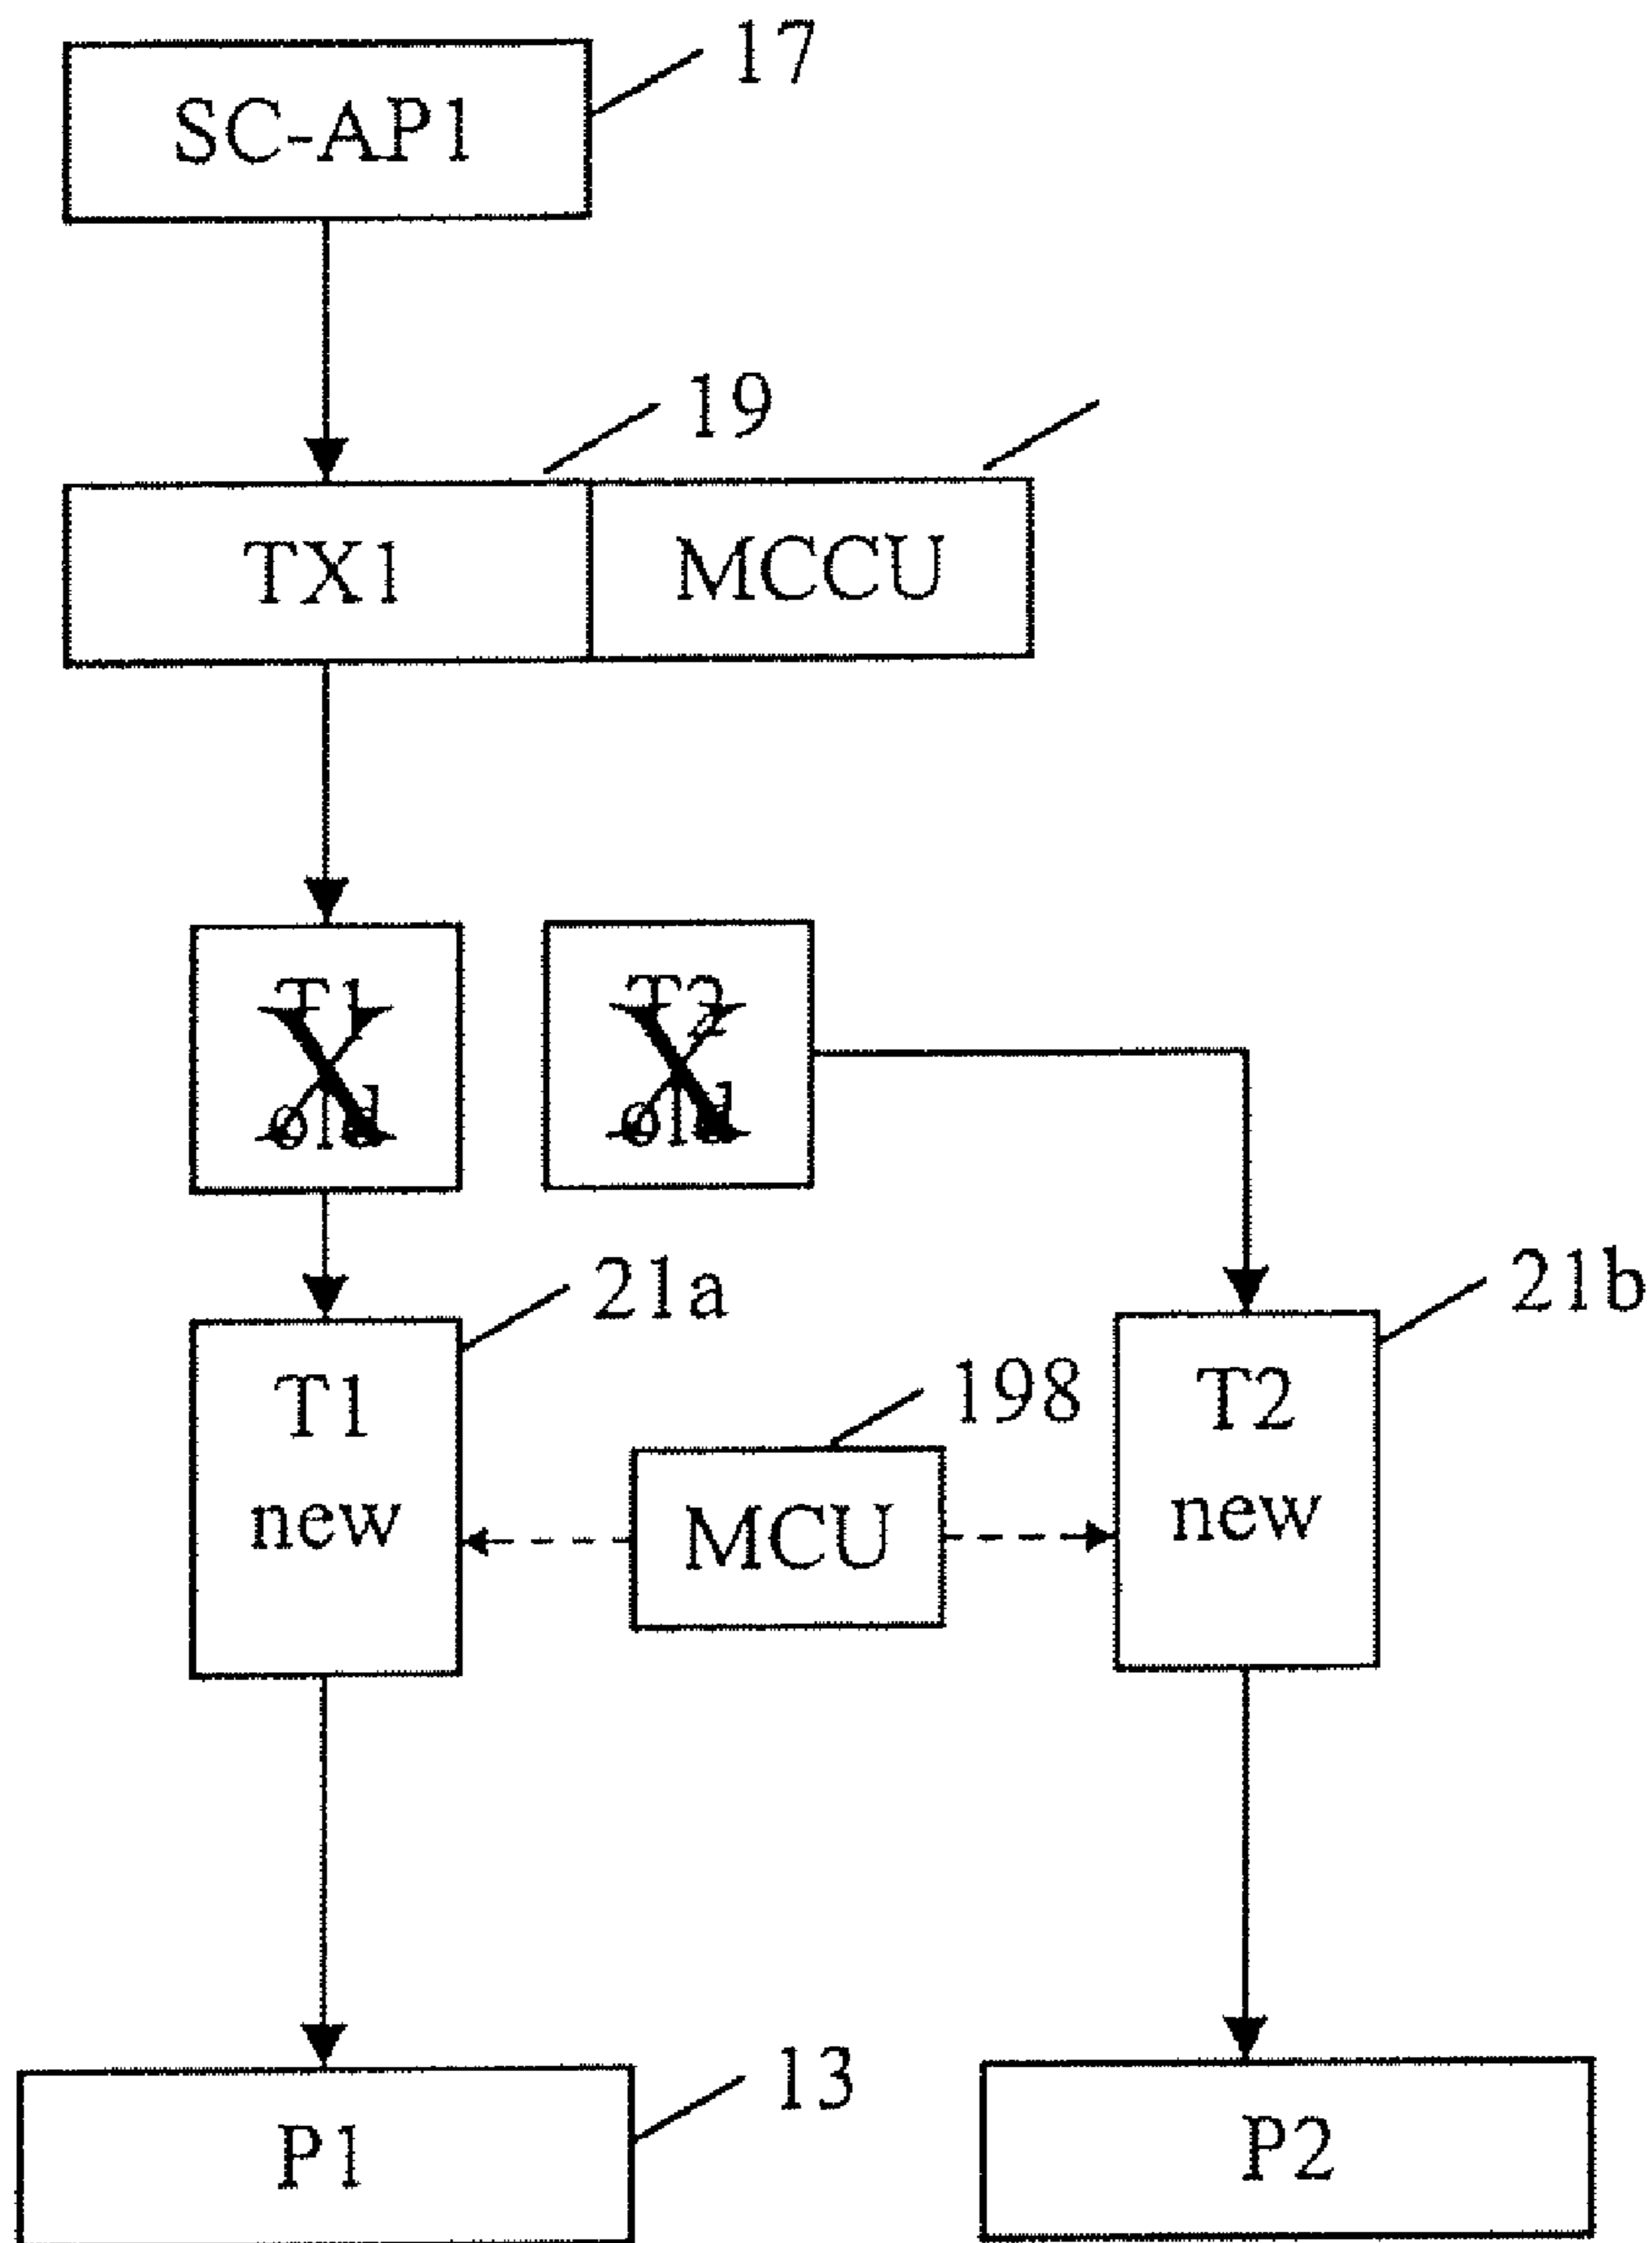 17
SC-AP1
19
TX1
MCCU
T1
old
T2
old
21a
21b
T1
new
198
MCU
T2
new
13
P1
P2